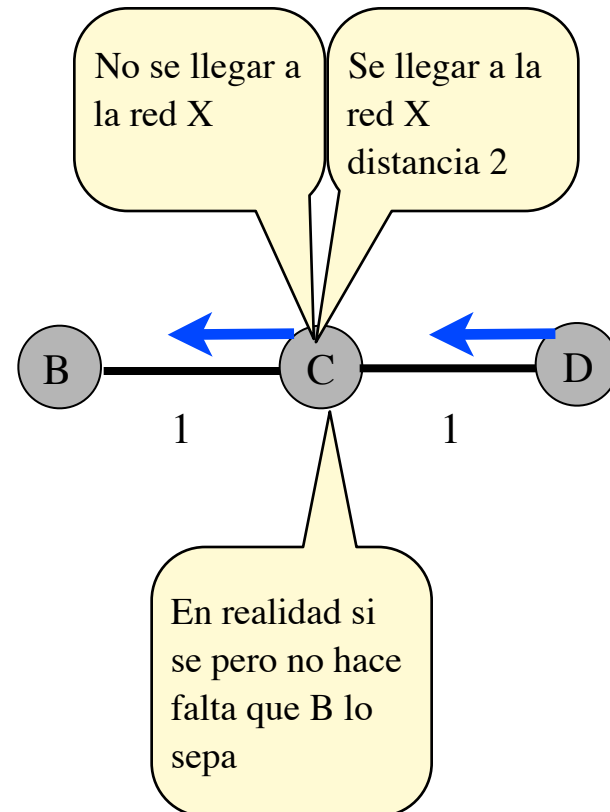 No se llegar a
la red X
Se llegar a la
red X
distancia 2
B
C
D
1
1
En realidad si
se pero no hace
falta que B lo
sepa